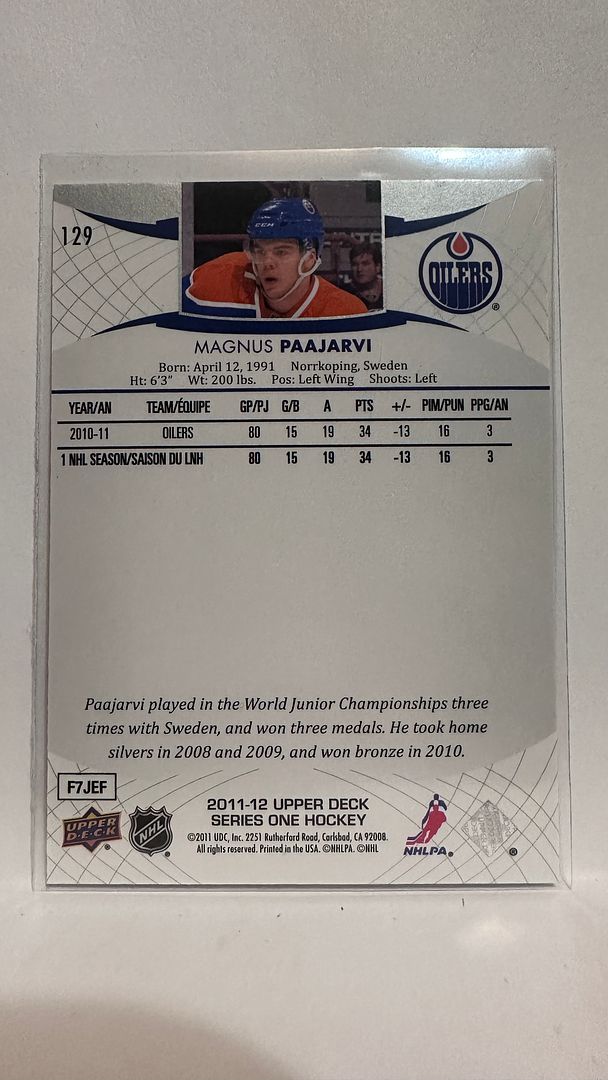 129
CCM
OILERS
MAGNUS PAAJARVI
Born: April 12, 1991 Norrkoping, Sweden
Ht: 6'3" Wt: 200 lbs. Pos: Left Wing Shoots: Left
YEAR/AN TEAM/ÉQUIPE GP/PJ G/B A PTS +/- PIM/PUN PPG/AN
2010-11 OILERS 80 15 19 34 -13 16 3
1 NHL SEASON/SAISON DU LNH 80 15 19 34 -13 16 3
Paajarvi played in the World Junior Championships three
times with Sweden, and won three medals. He took home
silvers in 2008 and 2009, and won bronze in 2010.
F7JEF
UPPER DECK
NHL
2011-12 UPPER DECK
SERIES ONE HOCKEY
©2011 UDC, Inc. 2251 Rutherford Road, Carlsbad, CA 92008.
All rights reserved. Printed in the USA. ©NHLPA. ©NHL
NHLPA.